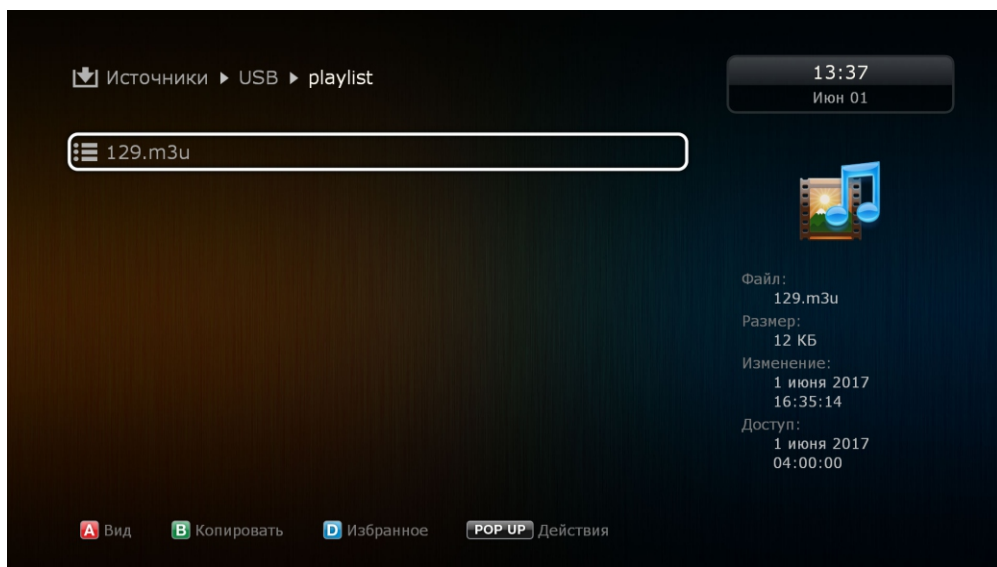 Источники ▶ USB ▶ playlist
13:37
Июн 01
129.m3u
Файл:
129.m3u
Размер:
12 КБ
Изменение:
1 июня 2017
16:35:14
Доступ:
1 июня 2017
04:00:00
A Вид B Копировать D Избранное POP UP Действия